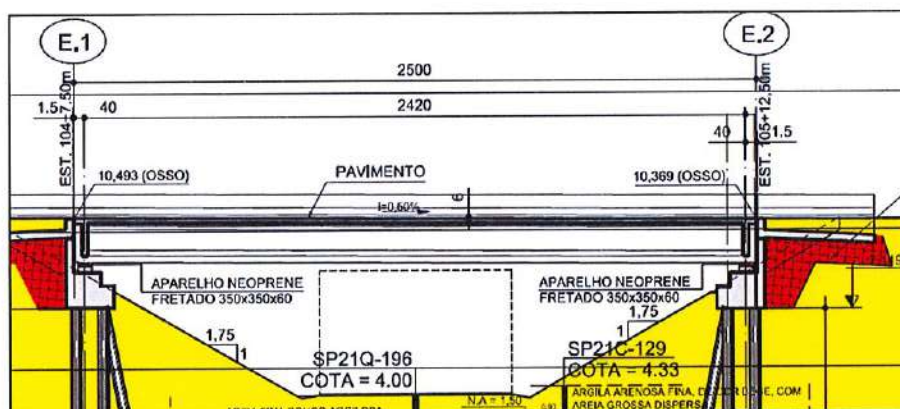 E.1
E.2
2500
EST. 104+7,50m
1.5
40
2420
40
1.5
EST. 105+12,50m
10,493 (OSSO)
PAVIMENTO
6
10,369 (OSSO)
i=0,60%
APARELHO NEOPRENE
FRETADO 350x350x60
APARELHO NEOPRENE
FRETADO 350x350x60
1,75
1
1,75
1
SP21Q-196
COTA = 4.00
SP21C-129
COTA = 4.33
N.A = 1,50
ARGILA ARENOSA FINA, COM
AREIA GROSSA DISPERSA